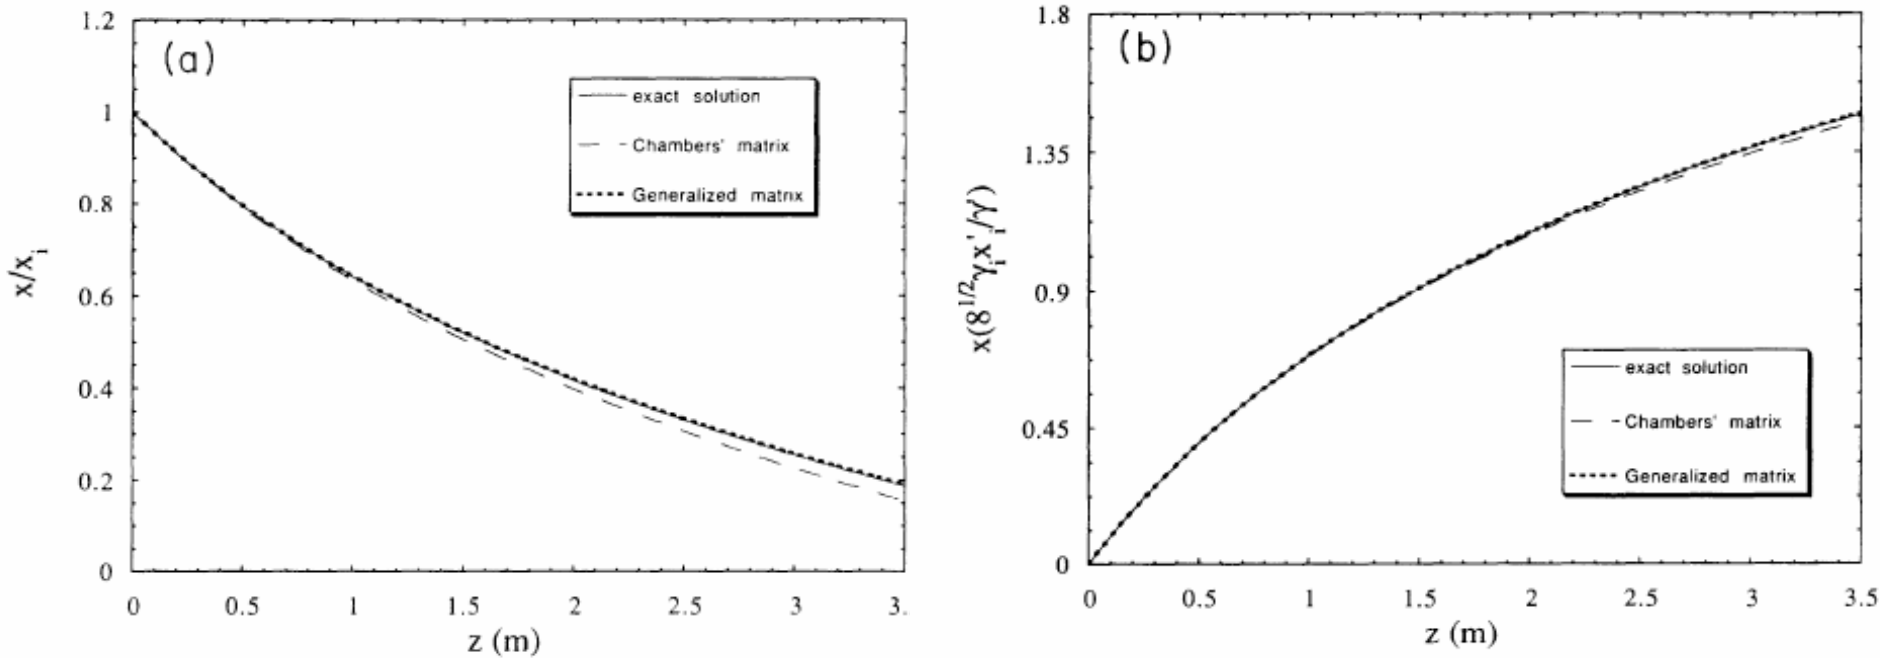 (a)
1.2
1
0.8
0.6
0.4
0.2
0
x/x_i
exact solution
Chambers' matrix
Generalized matrix
0 0.5 1 1.5 2 2.5 3 3.
z (m)
(b)
1.8
1.35
0.9
0.45
0
x(8^{1/2}γ_i x'_i/γ')
exact solution
Chambers' matrix
Generalized matrix
0 0.5 1 1.5 2 2.5 3 3.5
z (m)